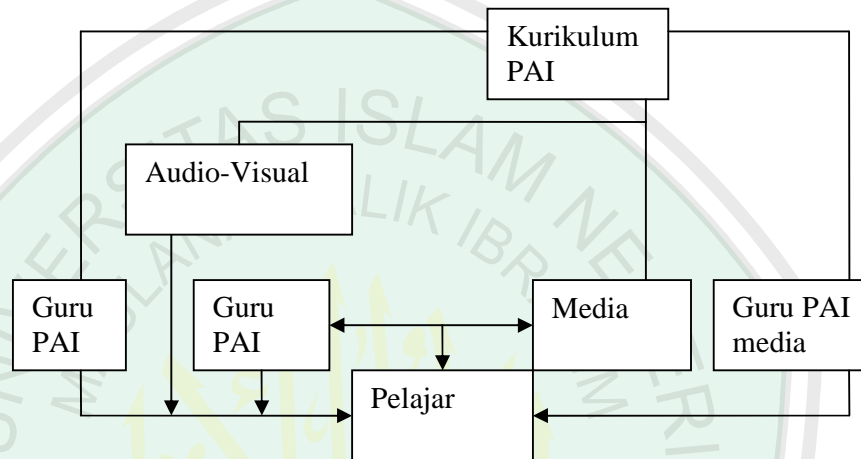 Kurikulum
PAI
Audio-Visual
Guru
PAI
Guru
PAI
Media
Guru PAI
media
Pelajar